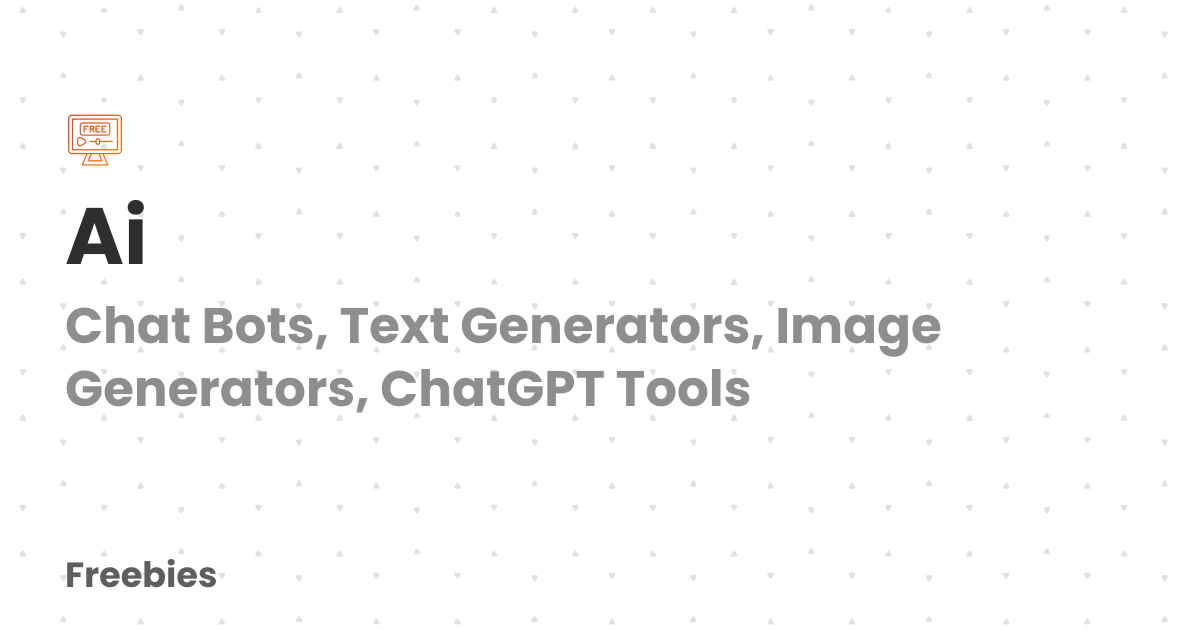 FREE
Ai
Chat Bots, Text Generators, Image
Generators, ChatGPT Tools
Freebies